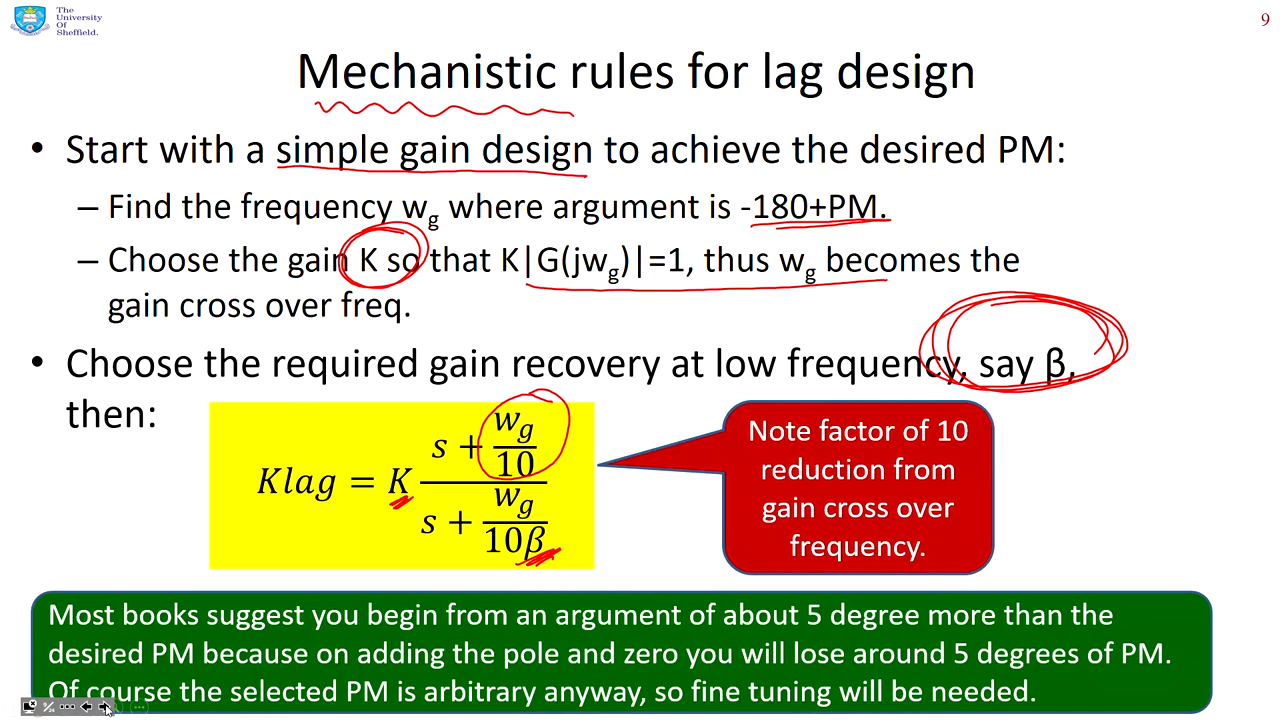 The
University
Of
Sheffield.
9
Mechanistic rules for lag design
• Start with a simple gain design to achieve the desired PM:
– Find the frequency w_g where argument is -180+PM.
– Choose the gain K so that K|G(jw_g)|=1, thus w_g becomes the
gain cross over freq.
• Choose the required gain recovery at low frequency, say β,
then:
Klag = K (s + w_g/10)/(s + w_g/(10β))
Note factor of 10
reduction from
gain cross over
frequency.
Most books suggest you begin from an argument of about 5 degree more than the
desired PM because on adding the pole and zero you will lose around 5 degrees of PM.
Of course the selected PM is arbitrary anyway, so fine tuning will be needed.